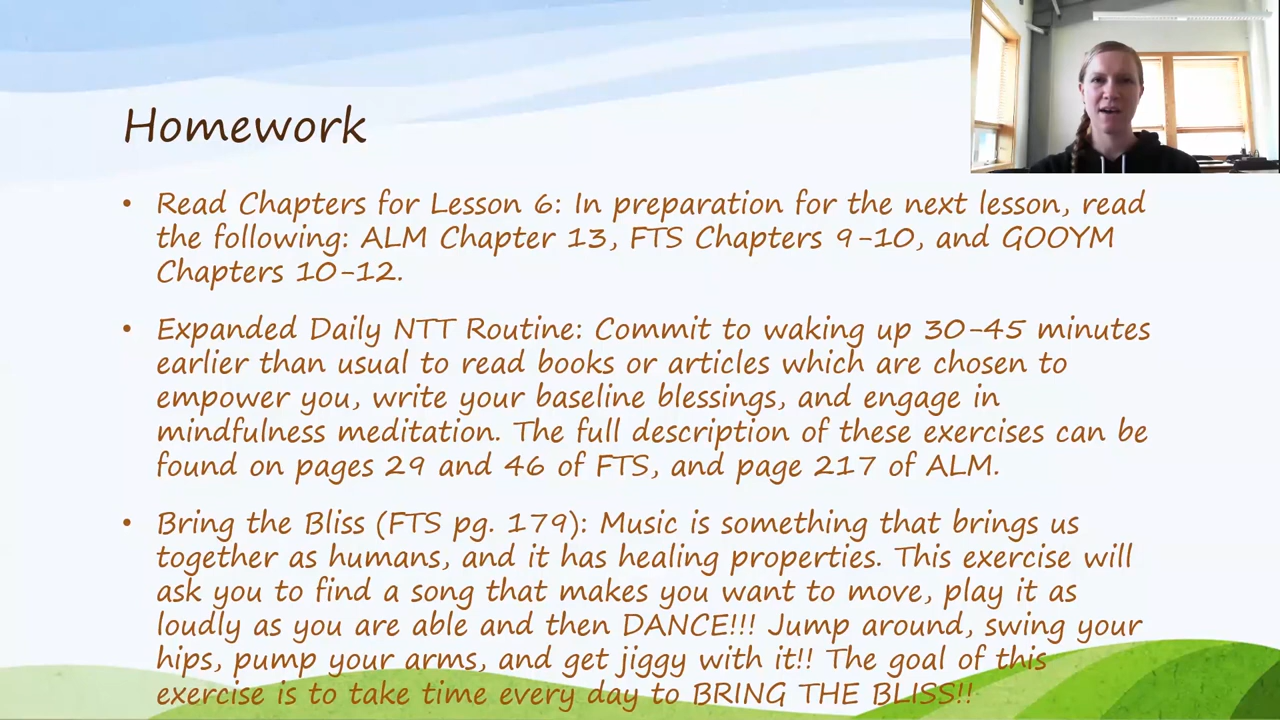 Homework
• Read Chapters for Lesson 6: In preparation for the next lesson, read
the following: ALM Chapter 13, FTS Chapters 9-10, and GOOYM
Chapters 10-12.
• Expanded Daily NTT Routine: Commit to waking up 30-45 minutes
earlier than usual to read books or articles which are chosen to
empower you, write your baseline blessings, and engage in
mindfulness meditation. The full description of these exercises can be
found on pages 29 and 46 of FTS, and page 217 of ALM.
• Bring the Bliss (FTS pg. 179): Music is something that brings us
together as humans, and it has healing properties. This exercise will
ask you to find a song that makes you want to move, play it as
loudly as you are able and then DANCE!!! Jump around, swing your
hips, pump your arms, and get jiggy with it!! The goal of this
exercise is to take time every day to BRING THE BLISS!!